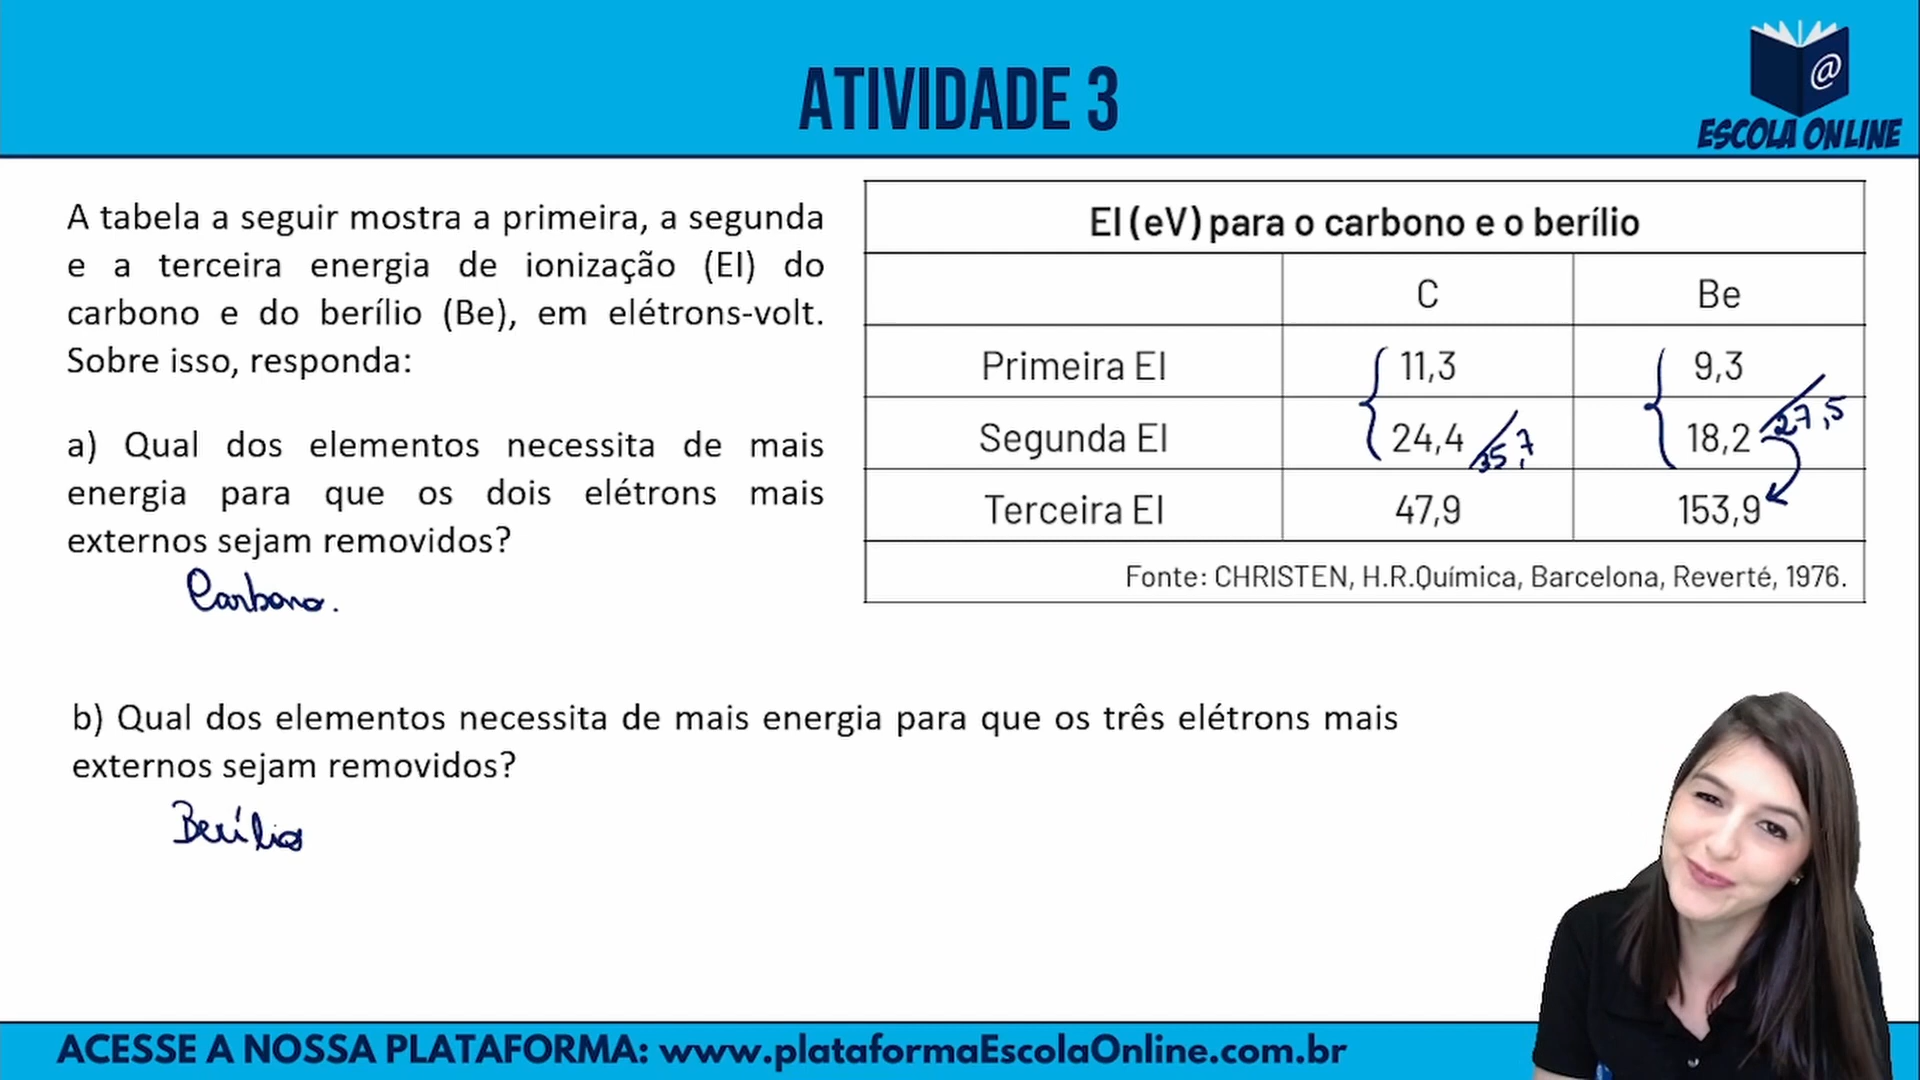 ATIVIDADE 3
@
ESCOLA ONLINE
A tabela a seguir mostra a primeira, a segunda
e a terceira energia de ionização (EI) do
carbono e do berílio (Be), em elétrons-volt.
Sobre isso, responda:
a) Qual dos elementos necessita de mais
energia para que os dois elétrons mais
externos sejam removidos?
Carbono.
EI (eV) para o carbono e o berílio
C Be
Primeira EI 11,3 9,3
Segunda EI 24,4 35,7 18,2 27,5
Terceira EI 47,9 153,9
Fonte: CHRISTEN, H.R.Química, Barcelona, Reverté, 1976.
b) Qual dos elementos necessita de mais energia para que os três elétrons mais
externos sejam removidos?
Berílio
ACESSE A NOSSA PLATAFORMA: www.plataformaEscolaOnline.com.br